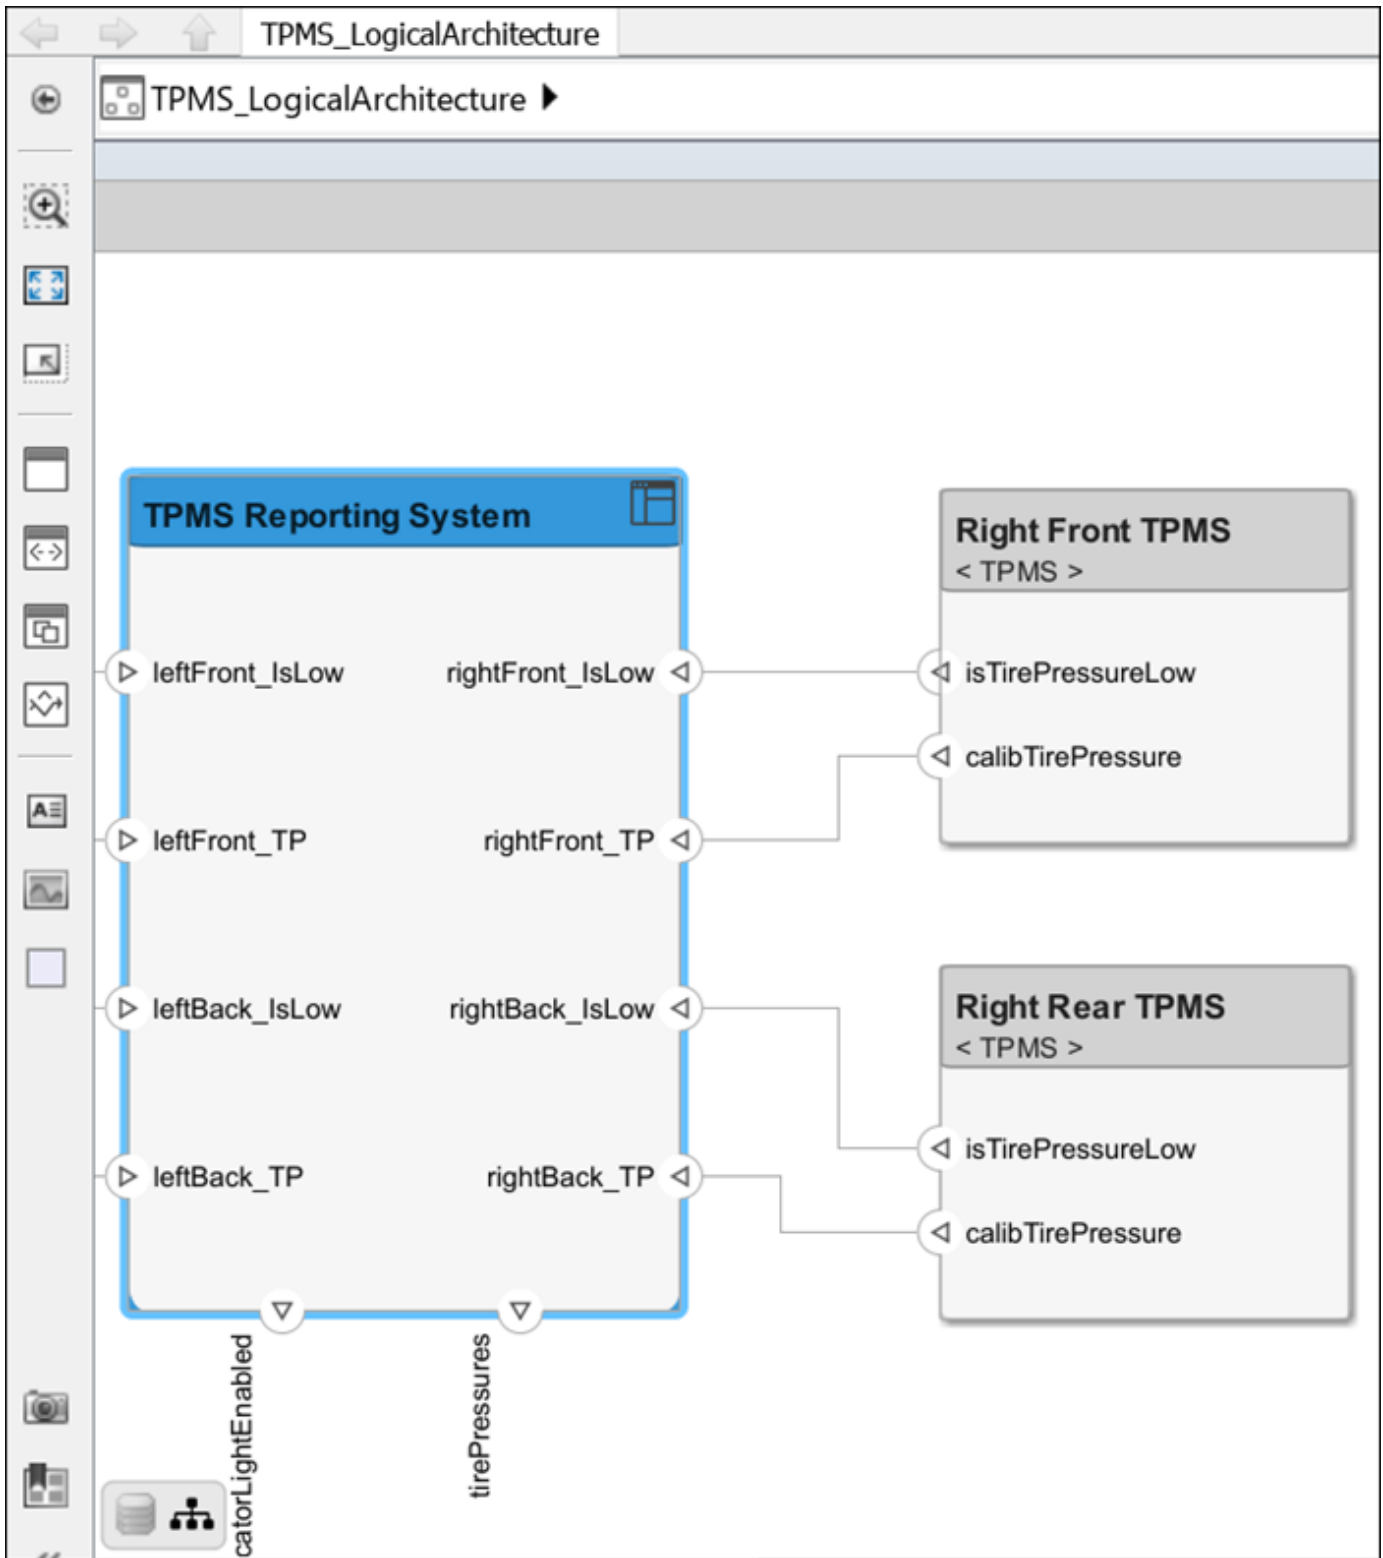 TPMS_LogicalArchitecture
TPMS_LogicalArchitecture
TPMS Reporting System
leftFront_IsLow
rightFront_IsLow
leftFront_TP
rightFront_TP
leftBack_IsLow
rightBack_IsLow
leftBack_TP
rightBack_TP
catorLightEnabled
tirePressures
Right Front TPMS
< TPMS >
isTirePressureLow
calibTirePressure
Right Rear TPMS
< TPMS >
isTirePressureLow
calibTirePressure